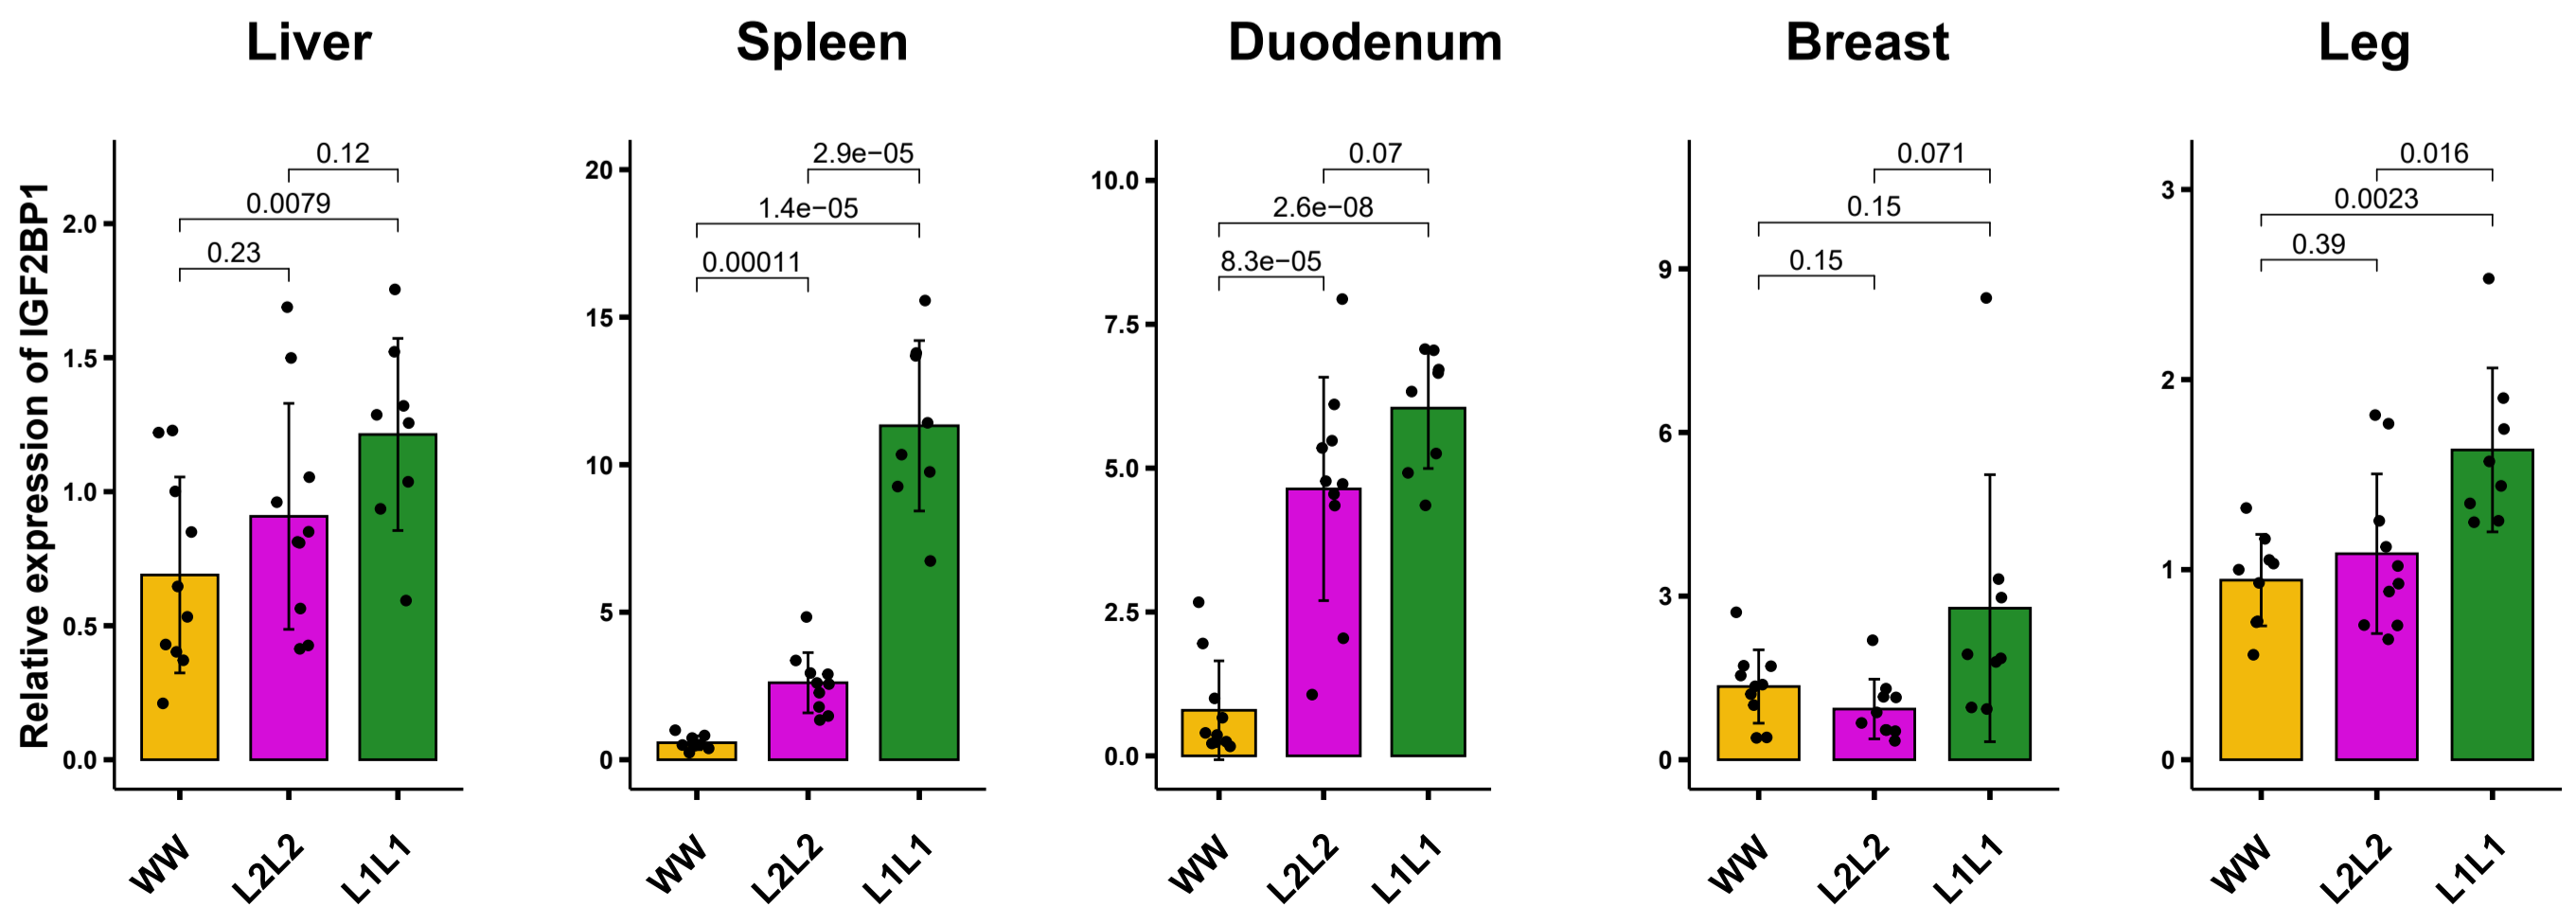 Liver
Spleen
Duodenum
Breast
Leg
Relative expression of IGF2BP1
0.12
0.0079
0.23
2.0
1.5
1.0
0.5
0.0
WW
L2L2
L1L1
2.9e−05
1.4e−05
0.00011
20
15
10
5
0
WW
L2L2
L1L1
0.07
2.6e−08
8.3e−05
10.0
7.5
5.0
2.5
0.0
WW
L2L2
L1L1
0.071
0.15
0.15
9
6
3
0
WW
L2L2
L1L1
0.016
0.0023
0.39
3
2
1
0
WW
L2L2
L1L1